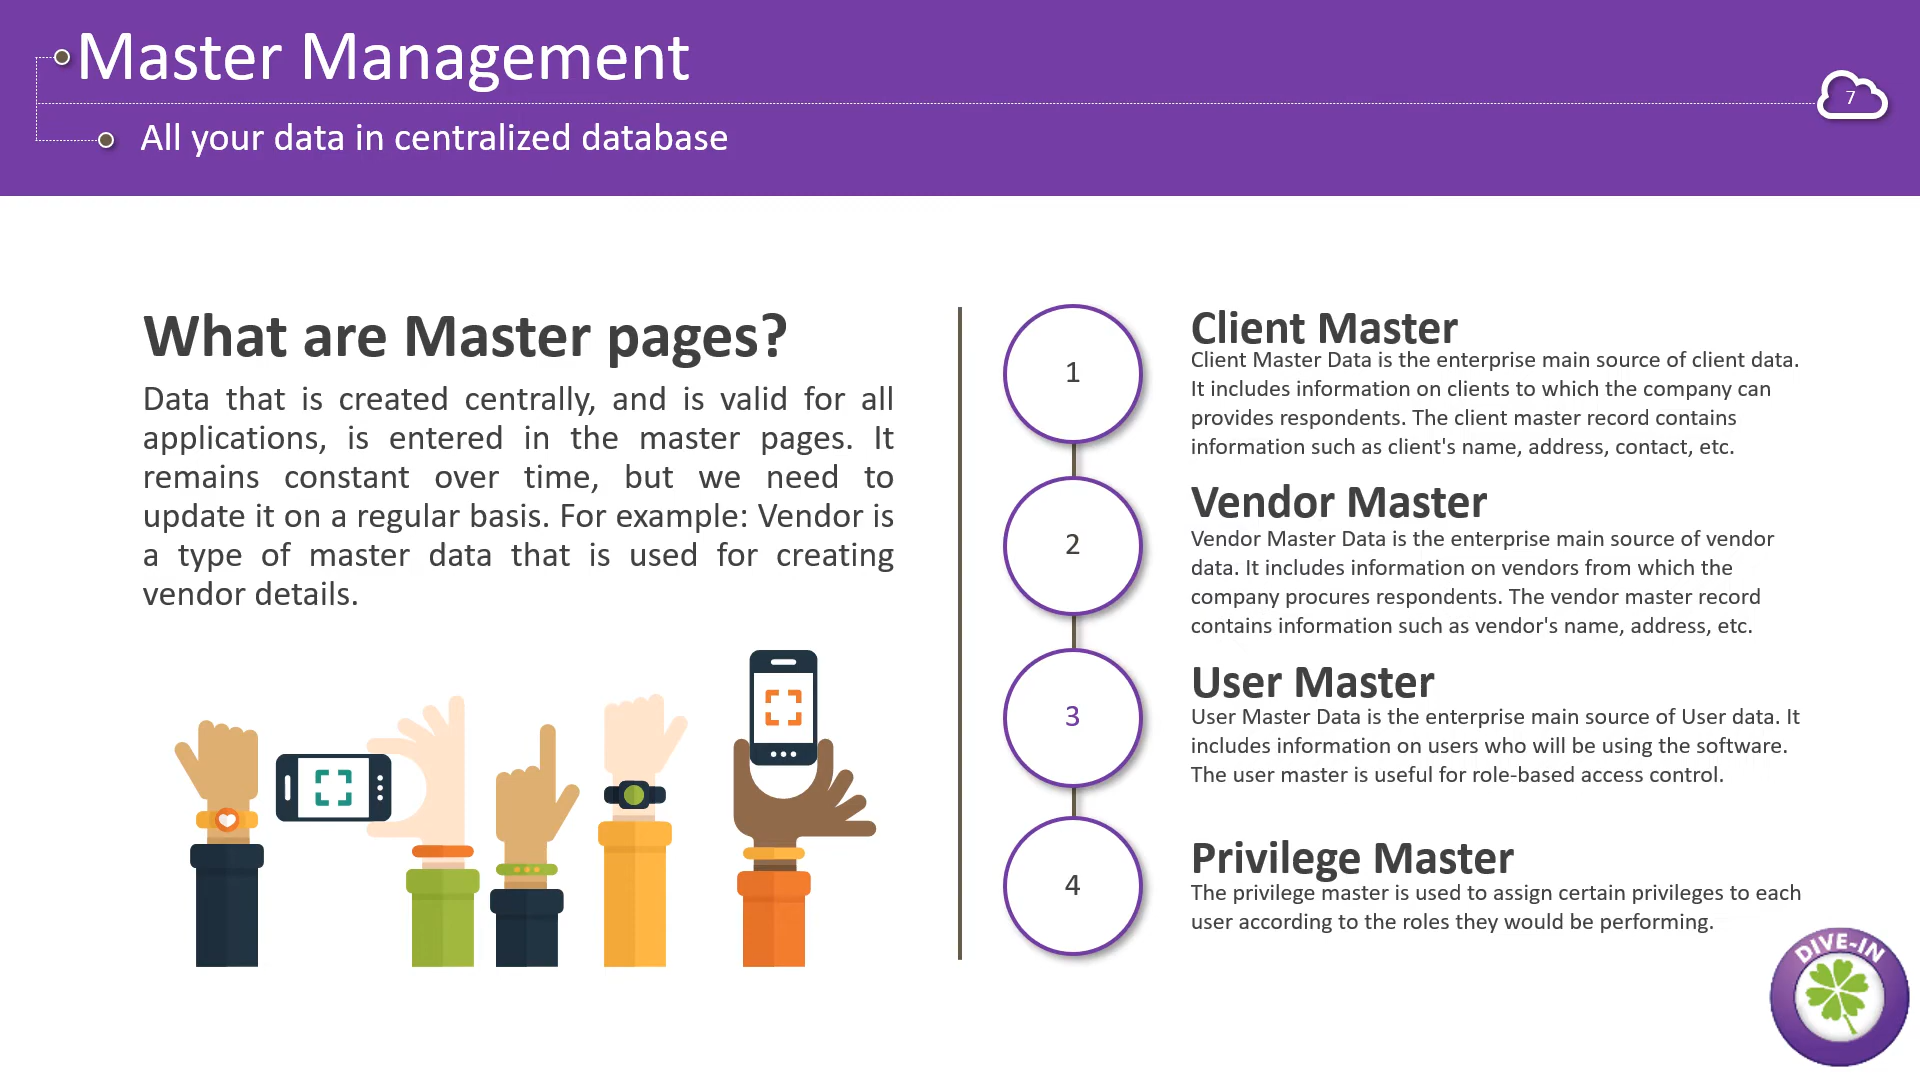 Master Management
7
All your data in centralized database
What are Master pages?
Data that is created centrally, and is valid for all
applications, is entered in the master pages. It
remains constant over time, but we need to
update it on a regular basis. For example: Vendor is
a type of master data that is used for creating
vendor details.
1
Client Master
Client Master Data is the enterprise main source of client data.
It includes information on clients to which the company can
provides respondents. The client master record contains
information such as client's name, address, contact, etc.
2
Vendor Master
Vendor Master Data is the enterprise main source of vendor
data. It includes information on vendors from which the
company procures respondents. The vendor master record
contains information such as vendor's name, address, etc.
3
User Master
User Master Data is the enterprise main source of User data. It
includes information on users who will be using the software.
The user master is useful for role-based access control.
4
Privilege Master
The privilege master is used to assign certain privileges to each
user according to the roles they would be performing.
DIVE-IN